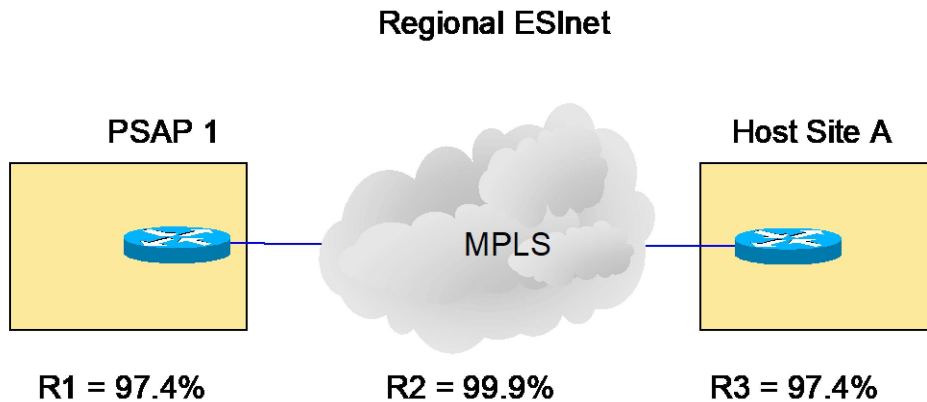 Regional ESInet
PSAP 1
Host Site A
MPLS
R1 = 97.4%
R2 = 99.9%
R3 = 97.4%